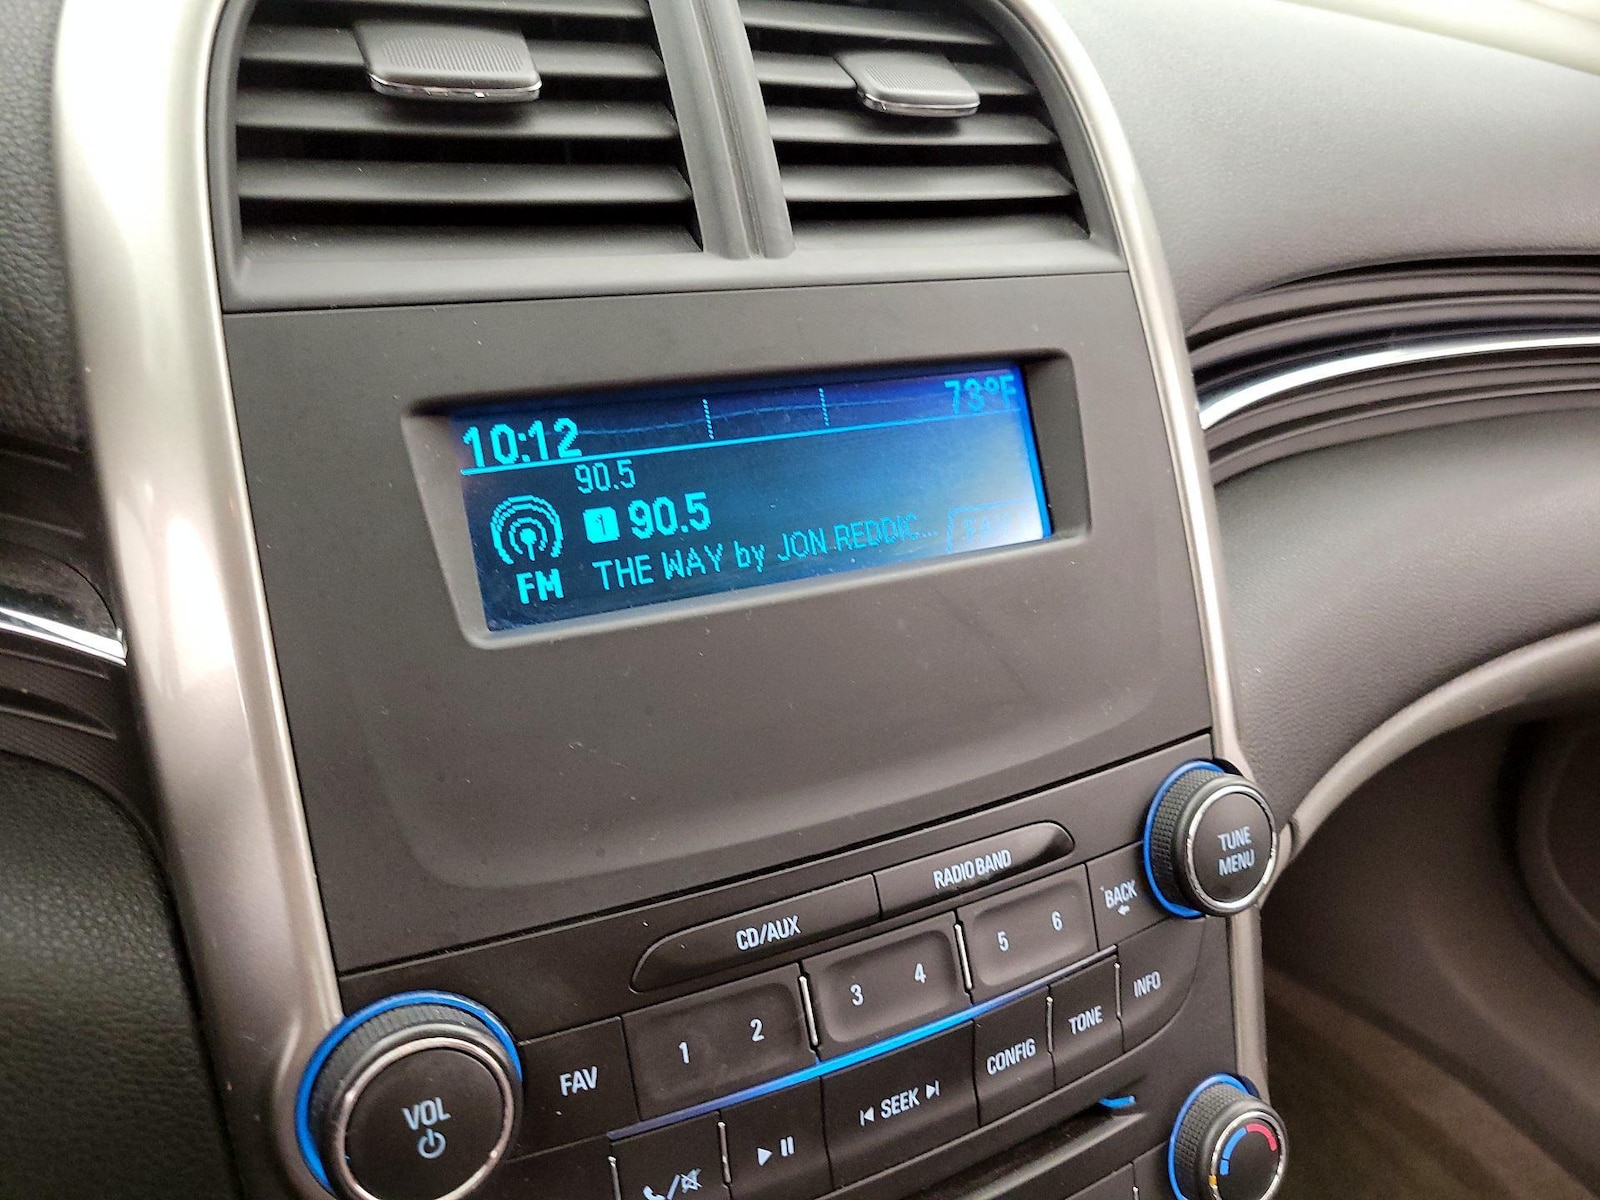 10:12 73°F
90.5
1 90.5
FM THE WAY by JON REDDIC...
RADIO BAND
CD/AUX
TUNE
MENU
BACK
1 2 3 4 5 6
FAV
INFO
TONE
CONFIG
SEEK
VOL